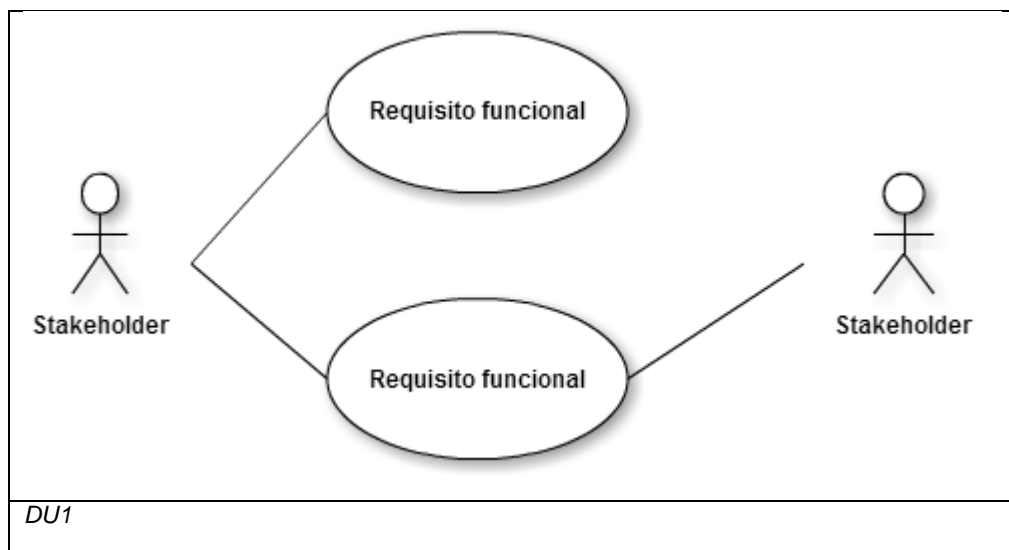 Requisito funcional
Stakeholder
Stakeholder
Requisito funcional
DU1